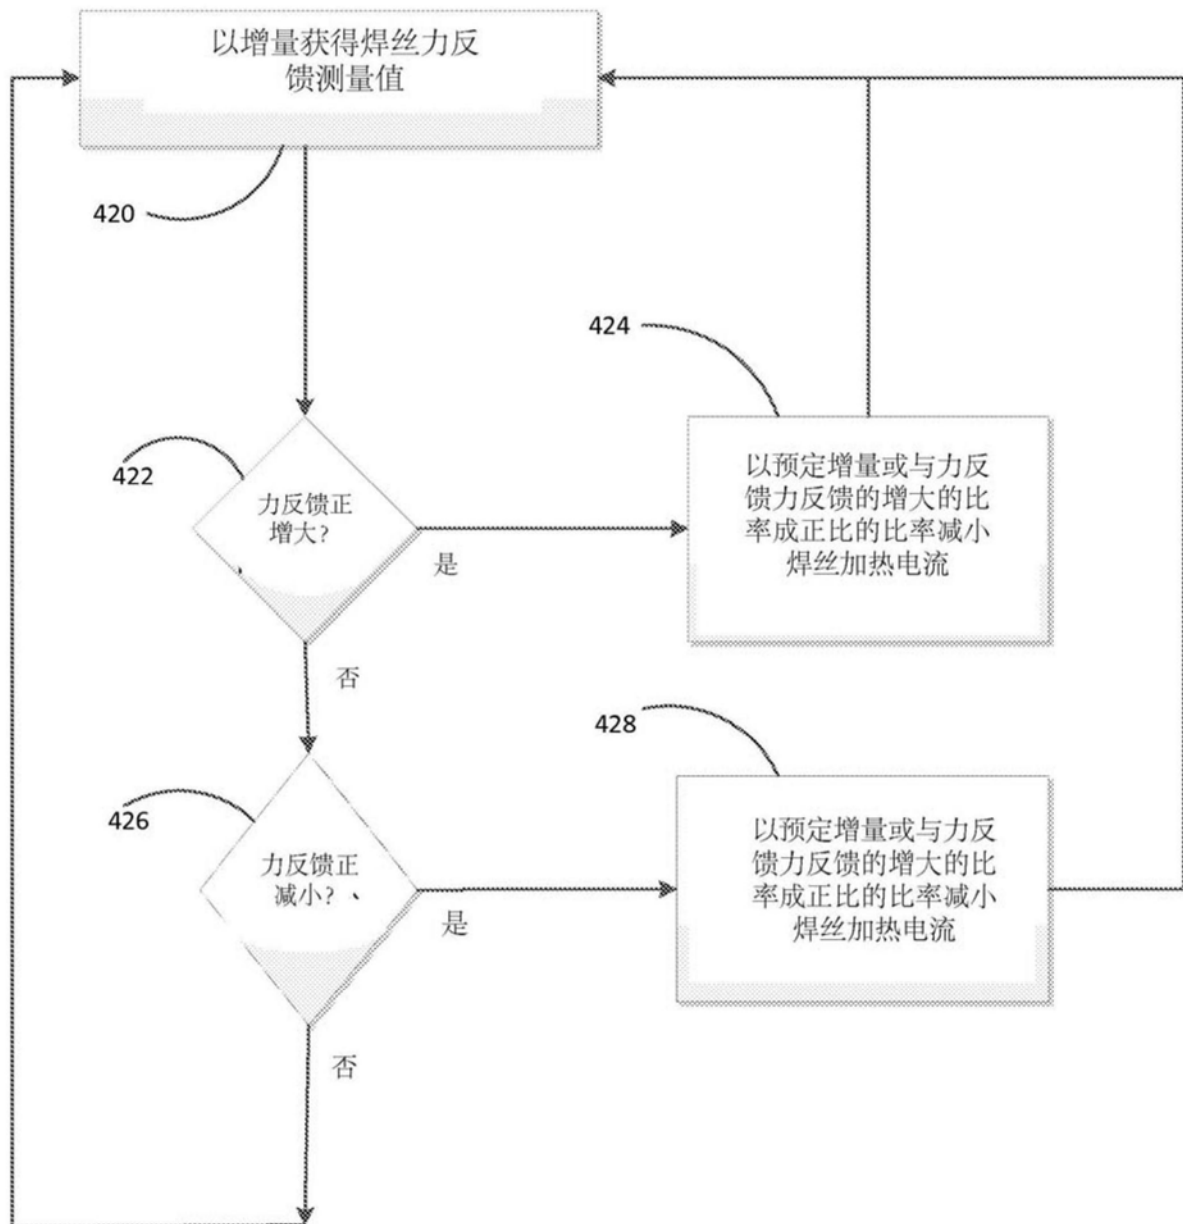 以增量获得焊丝力反
馈测量值
420
424
422
力反馈正
增大?
是
以预定增量或与力反
馈力反馈的增大的比
率成正比的比率减小
焊丝加热电流
否
428
426
力反馈正
减小?、
是
以预定增量或与力反
馈力反馈的增大的比
率成正比的比率减小
焊丝加热电流
否